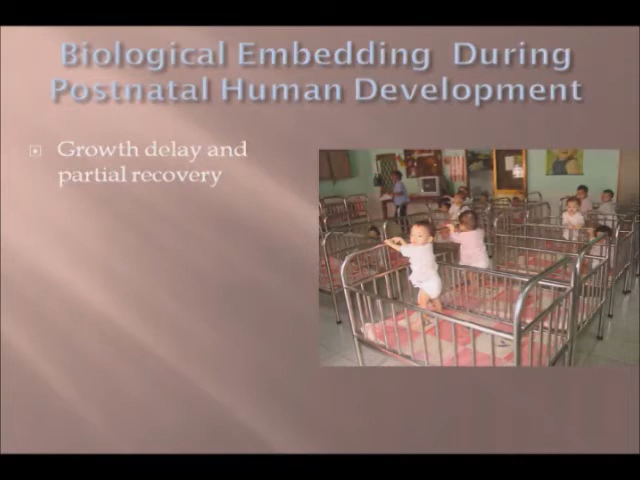 Biological Embedding During
Postnatal Human Development
Growth delay and
partial recovery